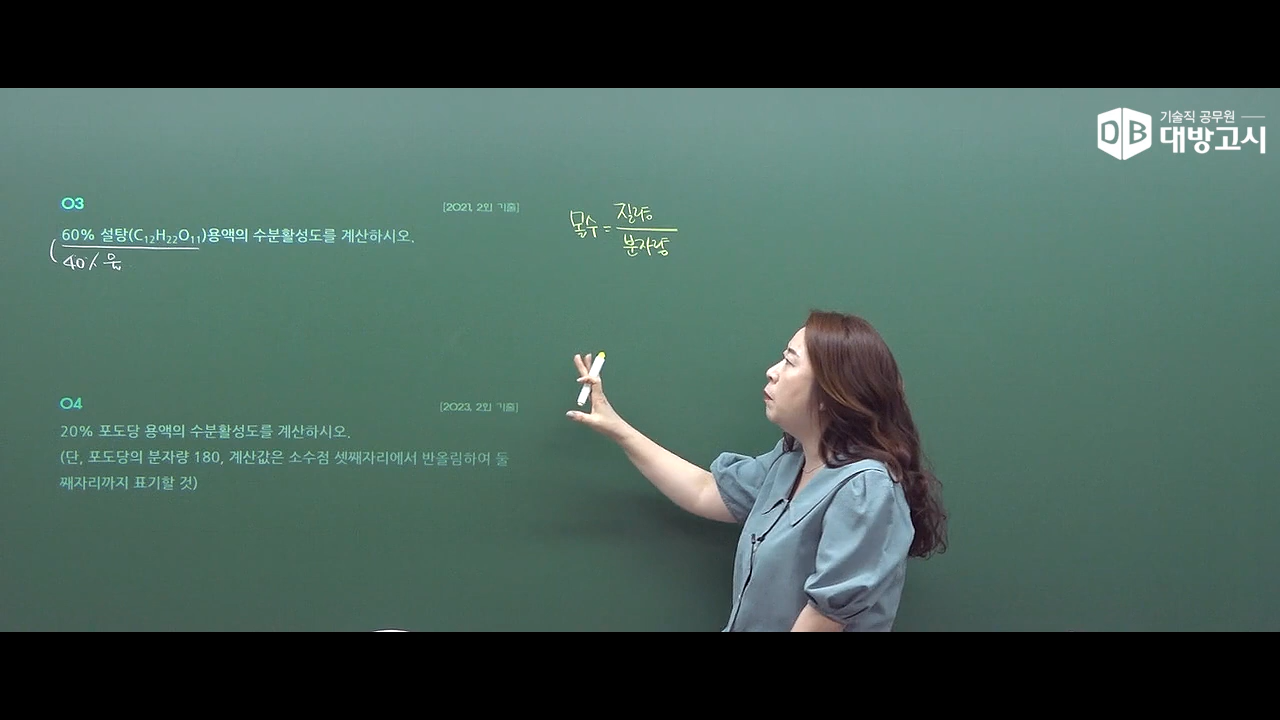 기술직 공무원
DB 대방고시
03 [2021, 2회 기출]
60% 설탕(C₁₂H₂₂O₁₁)용액의 수분활성도를 계산하시오.
40% 물
몰수 = 질량
분자량
04 [2023, 2회 기출]
20% 포도당 용액의 수분활성도를 계산하시오.
(단, 포도당의 분자량 180, 계산값은 소수점 셋째자리에서 반올림하여 둘
째자리까지 표기할 것)